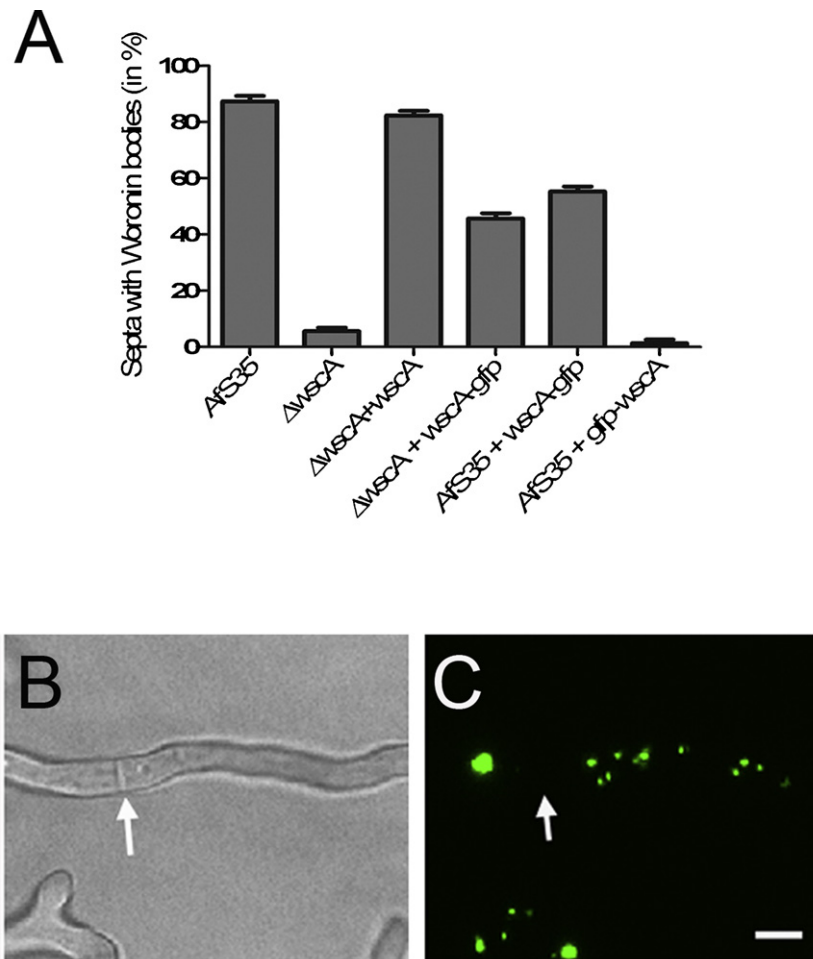 A
Septa with Woronin bodies (in %)
100
80
60
40
20
0
AfS35
ΔwscA
ΔwscA+wscA
ΔwscA + wscA-gfp
AfS35 + wscA-gfp
AfS35 + gfp-wscA
B
C